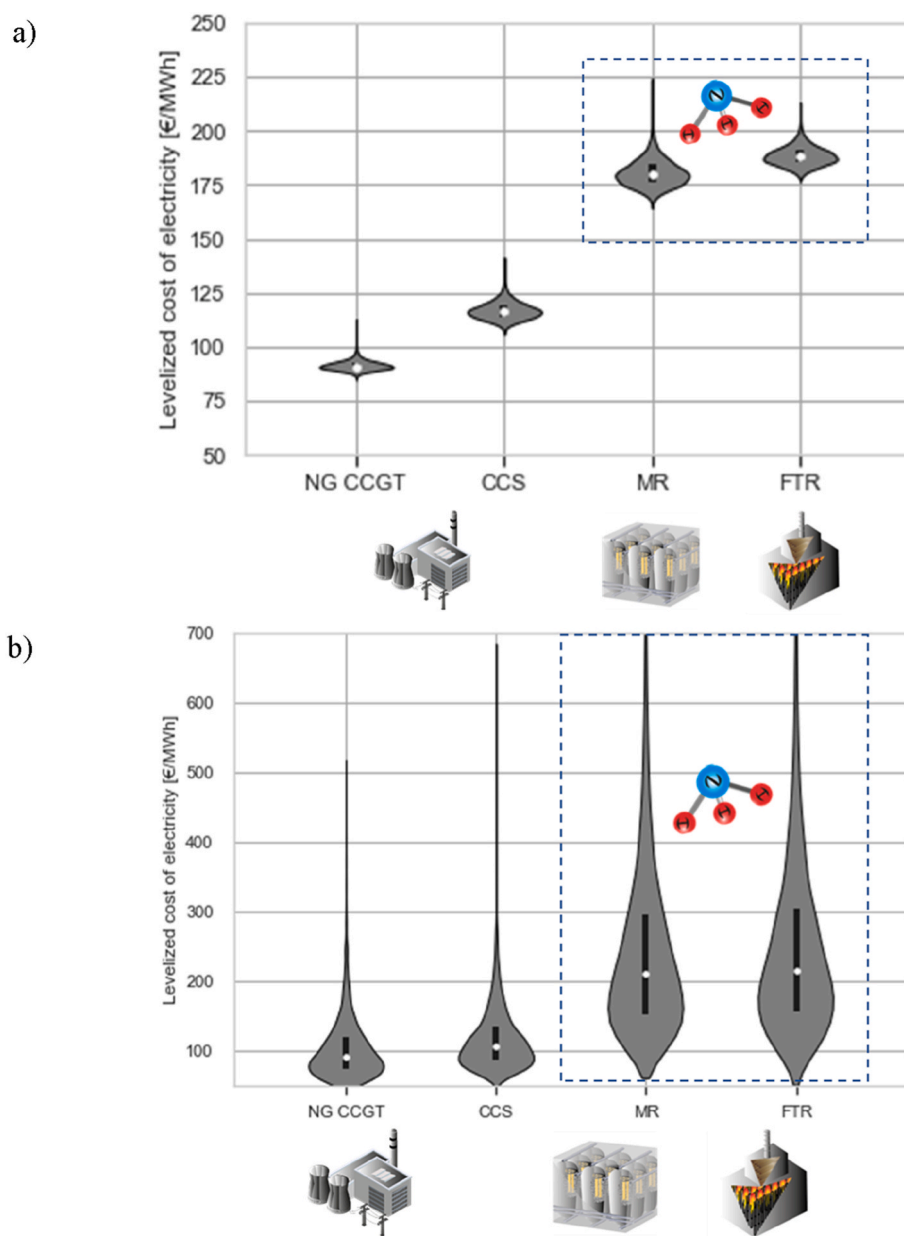 a)
Levelized cost of electricity [€/MWh]
250
225
200
175
150
125
100
75
50
N
H
H
H
NG CCGT
CCS
MR
FTR
b)
Levelized cost of electricity [€/MWh]
700
600
500
400
300
200
100
N
H
H
H
NG CCGT
CCS
MR
FTR